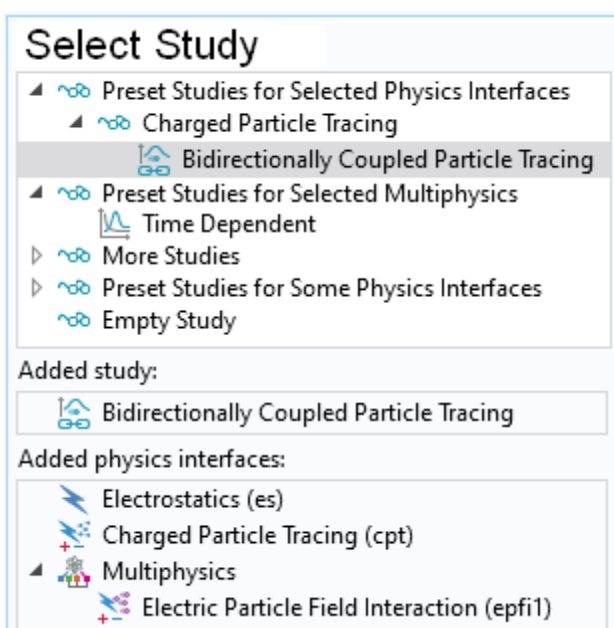 Select Study
Preset Studies for Selected Physics Interfaces
Charged Particle Tracing
Bidirectionally Coupled Particle Tracing
Preset Studies for Selected Multiphysics
Time Dependent
More Studies
Preset Studies for Some Physics Interfaces
Empty Study
Added study:
Bidirectionally Coupled Particle Tracing
Added physics interfaces:
Electrostatics (es)
Charged Particle Tracing (cpt)
Multiphysics
Electric Particle Field Interaction (epfi1)